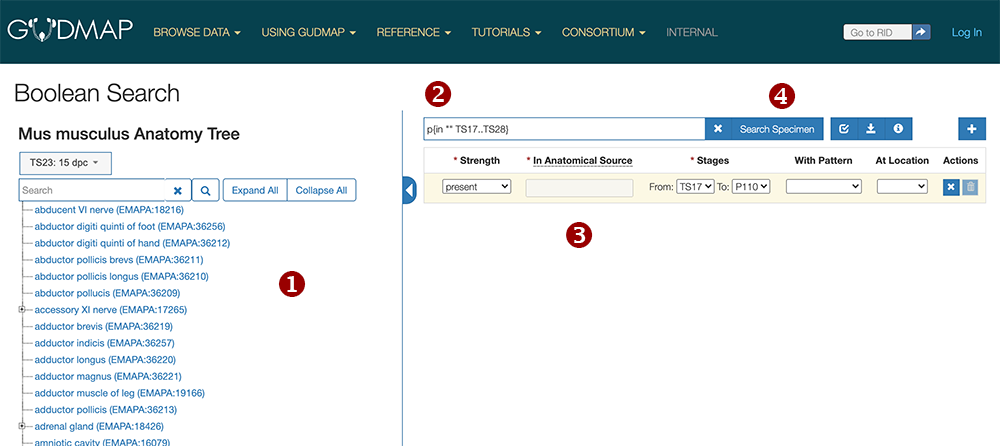 GUDMAP
BROWSE DATA USING GUDMAP REFERENCE TUTORIALS CONSORTIUM INTERNAL Go to RID Log In
Boolean Search
2
4
Mus musculus Anatomy Tree
p{in "" TS17..TS28} Search Specimen
TS23: 15 dpc
* Strength * In Anatomical Source * Stages With Pattern At Location Actions
Search Expand All Collapse All
present From: TS17 To: P110
abducent VI nerve (EMAPA:18216)
abductor digiti quinti of foot (EMAPA:36256)
abductor digiti quinti of hand (EMAPA:36212)
3
abductor pollicis brevs (EMAPA:36211)
abductor pollicis longus (EMAPA:36210)
1
abductor pollucis (EMAPA:36209)
accessory XI nerve (EMAPA:17265)
adductor brevis (EMAPA:36219)
adductor indicis (EMAPA:36257)
adductor longus (EMAPA:36220)
adductor magnus (EMAPA:36221)
adductor muscle of leg (EMAPA:19166)
adductor pollicis (EMAPA:36213)
adrenal gland (EMAPA:18426)
amniotic cavity (EMAPA:16079)